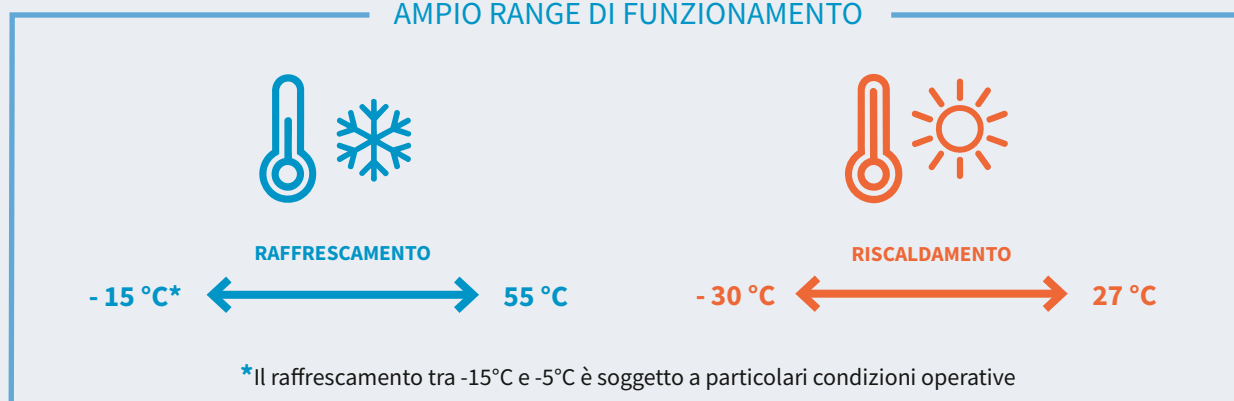 AMPIO RANGE DI FUNZIONAMENTO
RAFFRESCAMENTO
- 15 °C* 55 °C
RISCALDAMENTO
- 30 °C 27 °C
*Il raffrescamento tra -15°C e -5°C è soggetto a particolari condizioni operative